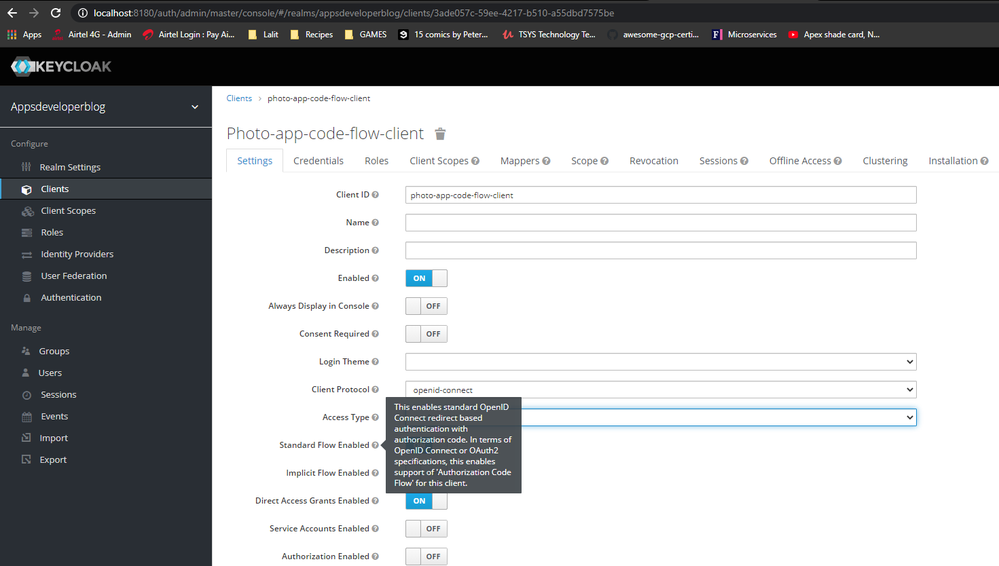 localhost:8180/auth/admin/master/console/#/realms/appsdeveloperblog/clients/3ade057c-59ee-4217-b510-a55dbd7575be
Apps Airtel 4G - Admin Airtel Login : Pay Ai... Lalit Recipes GAMES 15 comics by Peter... TSYS Technology Te... awesome-gcp-certi... Microservices Apex shade card, N...
KEYCLOAK
Appsdeveloperblog
Configure
Realm Settings
Clients
Client Scopes
Roles
Identity Providers
User Federation
Authentication
Manage
Groups
Users
Sessions
Events
Import
Export
Clients > photo-app-code-flow-client
Photo-app-code-flow-client
Settings Credentials Roles Client Scopes Mappers Scope Revocation Sessions Offline Access Clustering Installation
Client ID photo-app-code-flow-client
Name
Description
Enabled ON
Always Display in Console OFF
Consent Required OFF
Login Theme
Client Protocol openid-connect
Access Type
Standard Flow Enabled
This enables standard OpenID
Connect redirect based
authentication with
authorization code. In terms of
OpenID Connect or OAuth2
specifications, this enables
support of 'Authorization Code
Flow' for this client.
Implicit Flow Enabled
Direct Access Grants Enabled ON
Service Accounts Enabled OFF
Authorization Enabled OFF